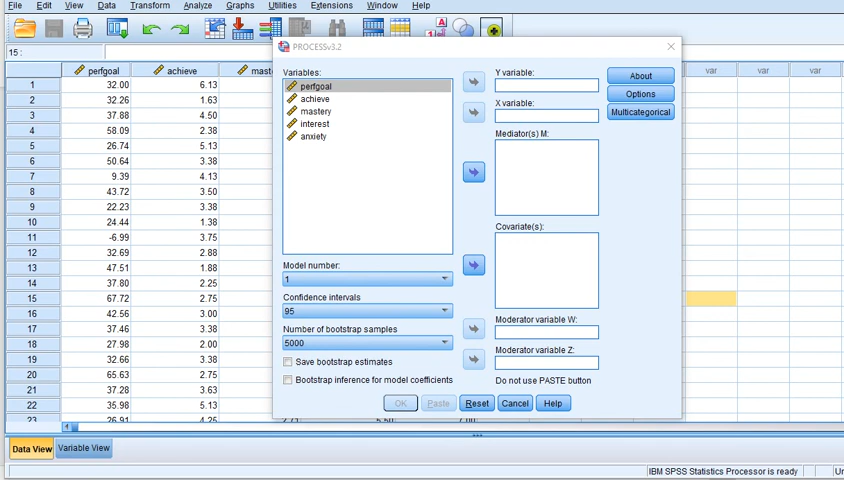 File Edit View Data Transform Analyze Graphs Utilities Extensions Window Help
PROCESSv3.2
15 :
perfgoal achieve var var var
1 32.00 6.13
2 32.26 1.63
3 37.88 4.50
4 58.09 2.38
5 26.74 5.13
6 50.64 3.38
7 9.39 4.13
8 43.72 3.50
9 22.23 3.38
10 24.44 1.38
11 -6.99 3.75
12 32.69 2.88
13 47.51 1.88
14 37.80 2.25
15 67.72 2.75
16 42.56 3.00
17 37.46 3.38
18 27.98 2.00
19 32.66 3.38
20 65.63 2.75
21 37.28 3.63
22 35.98 5.13
23 26.91 4.25
Variables:
perfgoal
achieve
mastery
interest
anxiety
Model number:
1
Confidence intervals
95
Number of bootstrap samples
5000
Save bootstrap estimates
Bootstrap inference for model coefficients
Y variable:
X variable:
Mediator(s) M:
Covariate(s):
Moderator variable W:
Moderator variable Z:
Do not use PASTE button
About
Options
Multicategorical
OK Paste Reset Cancel Help
Data View Variable View
IBM SPSS Statistics Processor is ready